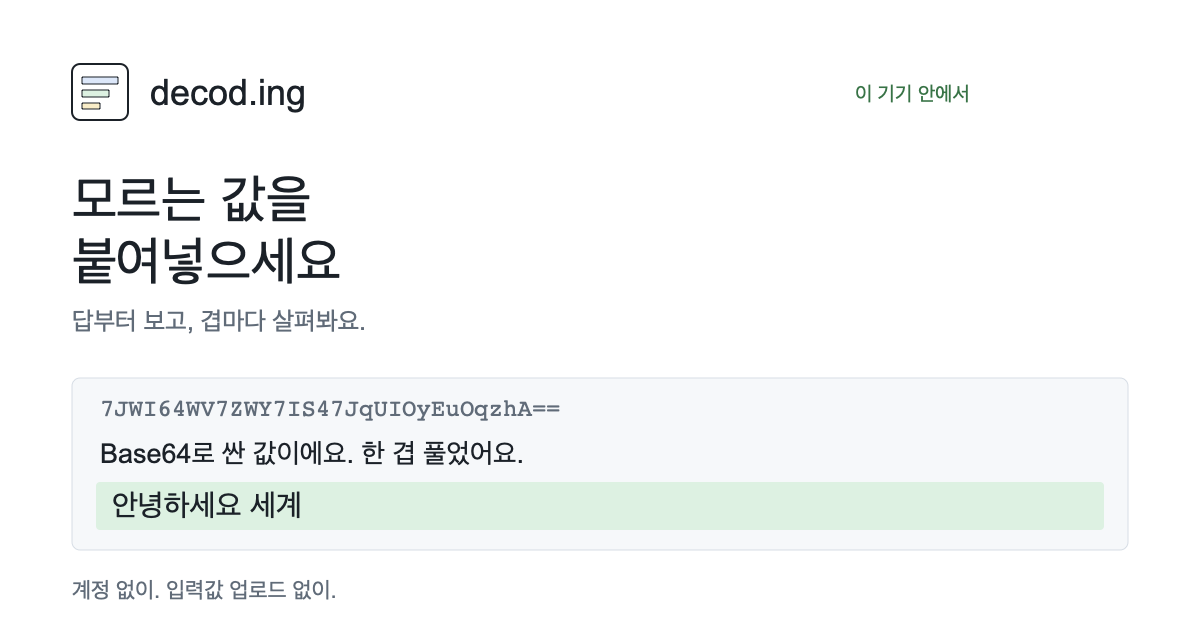 decod.ing
이 기기 안에서
모르는 값을
붙여넣으세요
답부터 보고, 겹마다 살펴봐요.
7JWI64WV7ZWY7IS47JqUIOyEuOqzhA==
Base64로 싼 값이에요. 한 겹 풀었어요.
안녕하세요 세계
계정 없이. 입력값 업로드 없이.